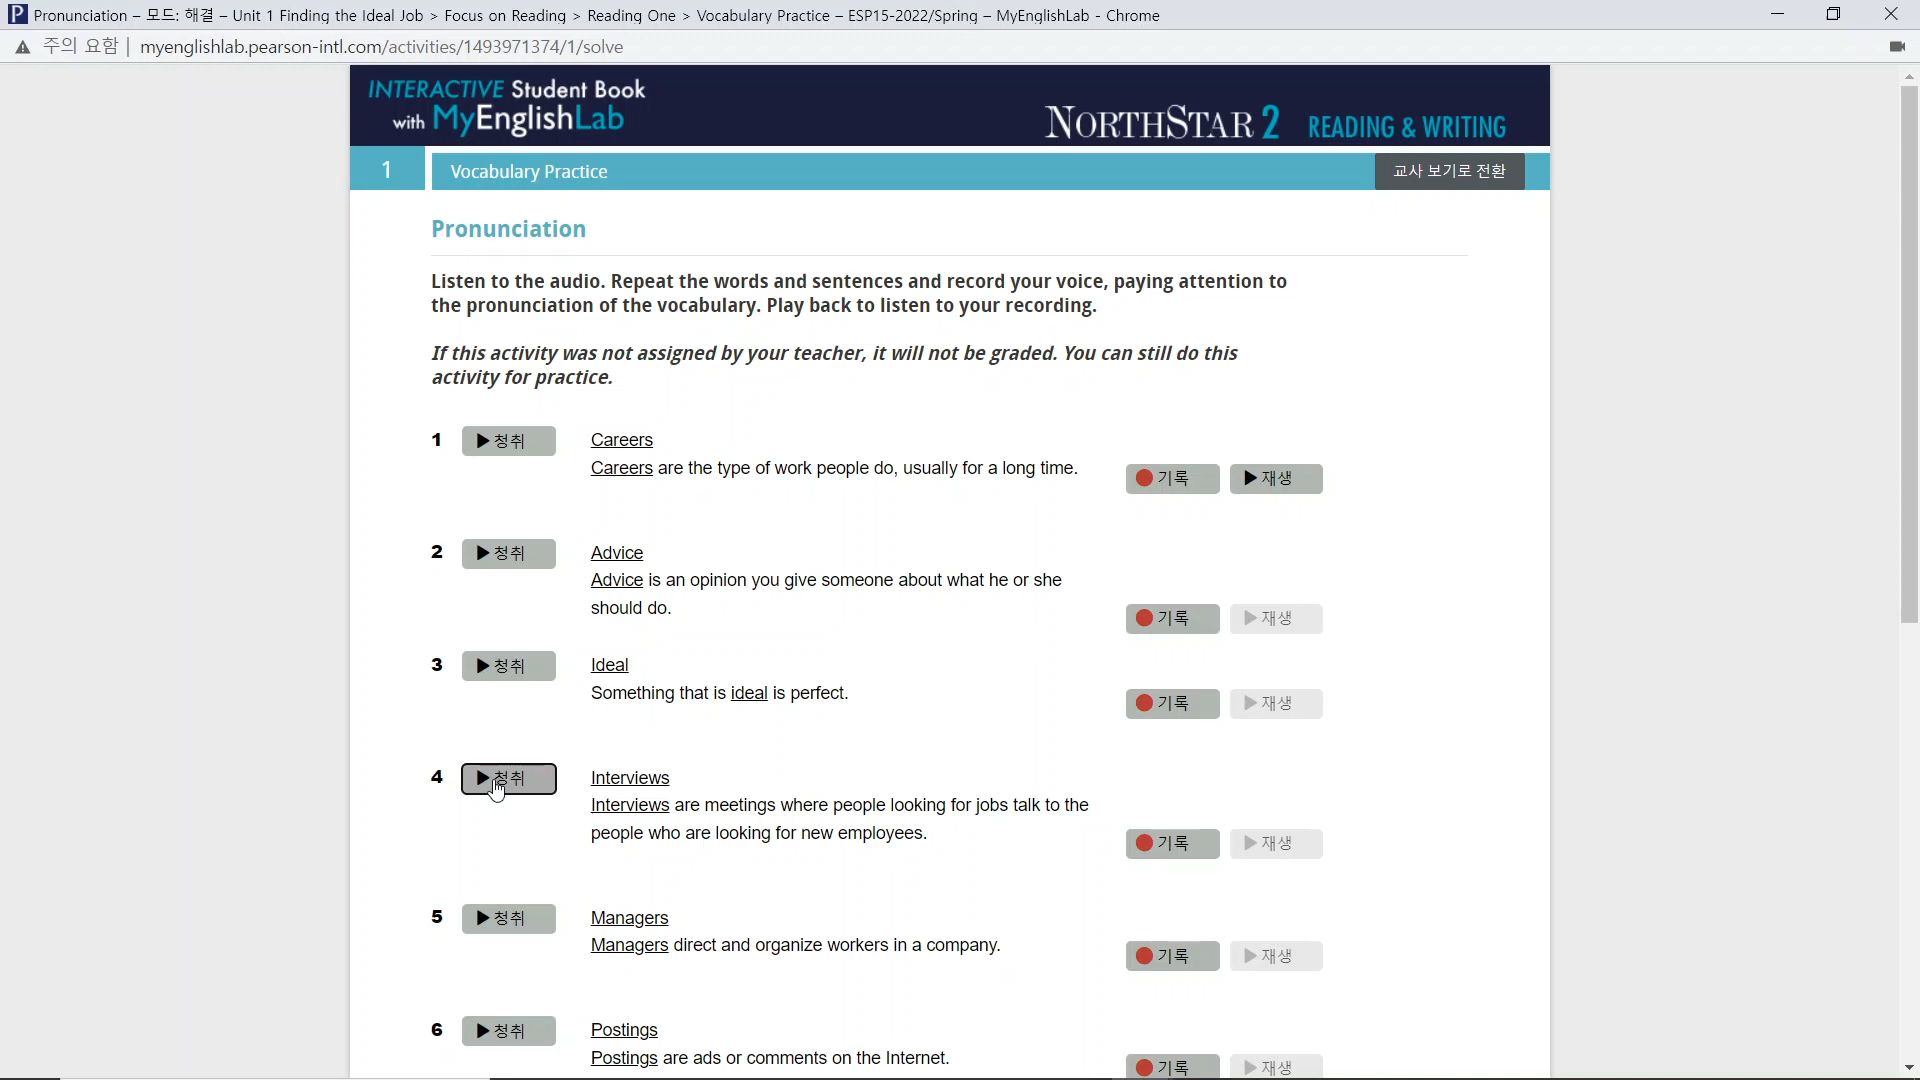 Pronunciation – 모드: 해결 – Unit 1 Finding the Ideal Job > Focus on Reading > Reading One > Vocabulary Practice – ESP15-2022/Spring – MyEnglishLab - Chrome
주의 요함 | myenglishlab.pearson-intl.com/activities/1493971374/1/solve
INTERACTIVE Student Book
with MyEnglishLab
NORTHSTAR 2 READING & WRITING
1 Vocabulary Practice 교사 보기로 전환
Pronunciation
Listen to the audio. Repeat the words and sentences and record your voice, paying attention to
the pronunciation of the vocabulary. Play back to listen to your recording.
If this activity was not assigned by your teacher, it will not be graded. You can still do this
activity for practice.
1 청취 Careers
Careers are the type of work people do, usually for a long time.
기록 재생
2 청취 Advice
Advice is an opinion you give someone about what he or she
should do.
기록 재생
3 청취 Ideal
Something that is ideal is perfect.
기록 재생
4 청취 Interviews
Interviews are meetings where people looking for jobs talk to the
people who are looking for new employees.
기록 재생
5 청취 Managers
Managers direct and organize workers in a company.
기록 재생
6 청취 Postings
Postings are ads or comments on the Internet.
기록 재생